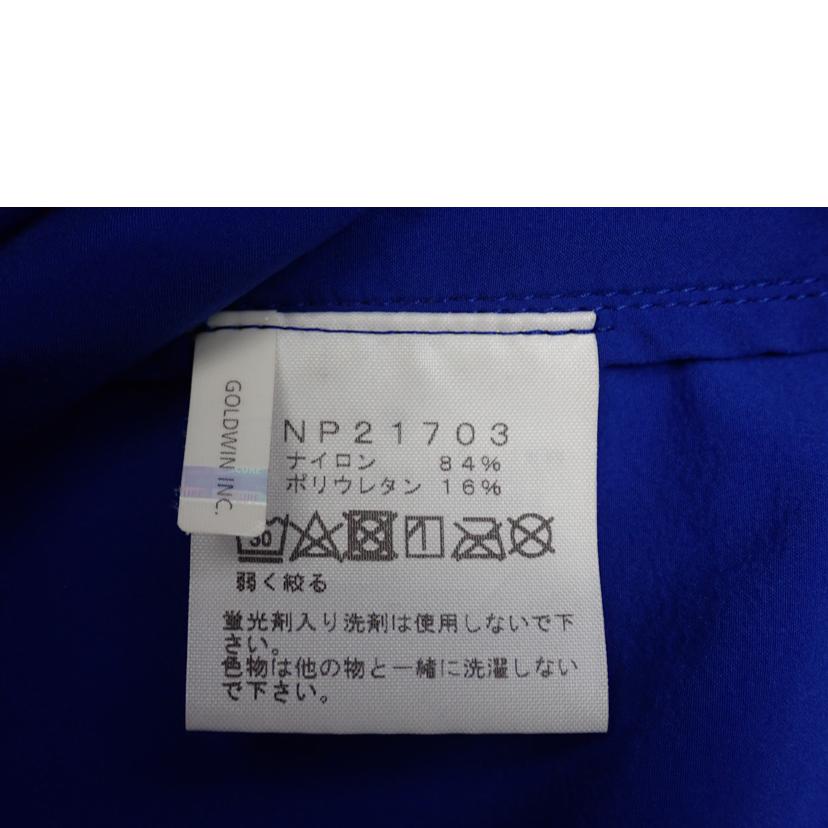 GOLDWIN INC.
NP21703
ナイロン 84%
ポリウレタン 16%
30
弱く絞る
蛍光剤入り洗剤は使用しないで下
さい。
色物は他の物と一緒に洗濯しない
で下さい。